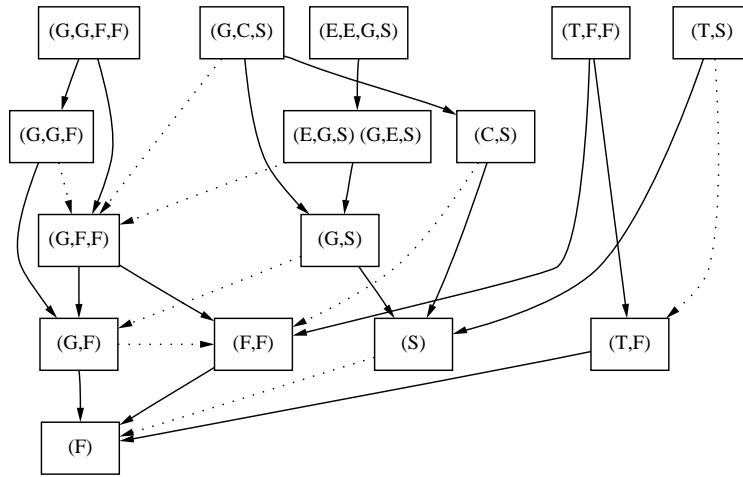 (G,G,F,F) (G,C,S) (E,E,G,S) (T,F,F) (T,S)
(G,G,F) (E,G,S) (G,E,S) (C,S)
(G,F,F) (G,S)
(G,F) (F,F) (S) (T,F)
(F)